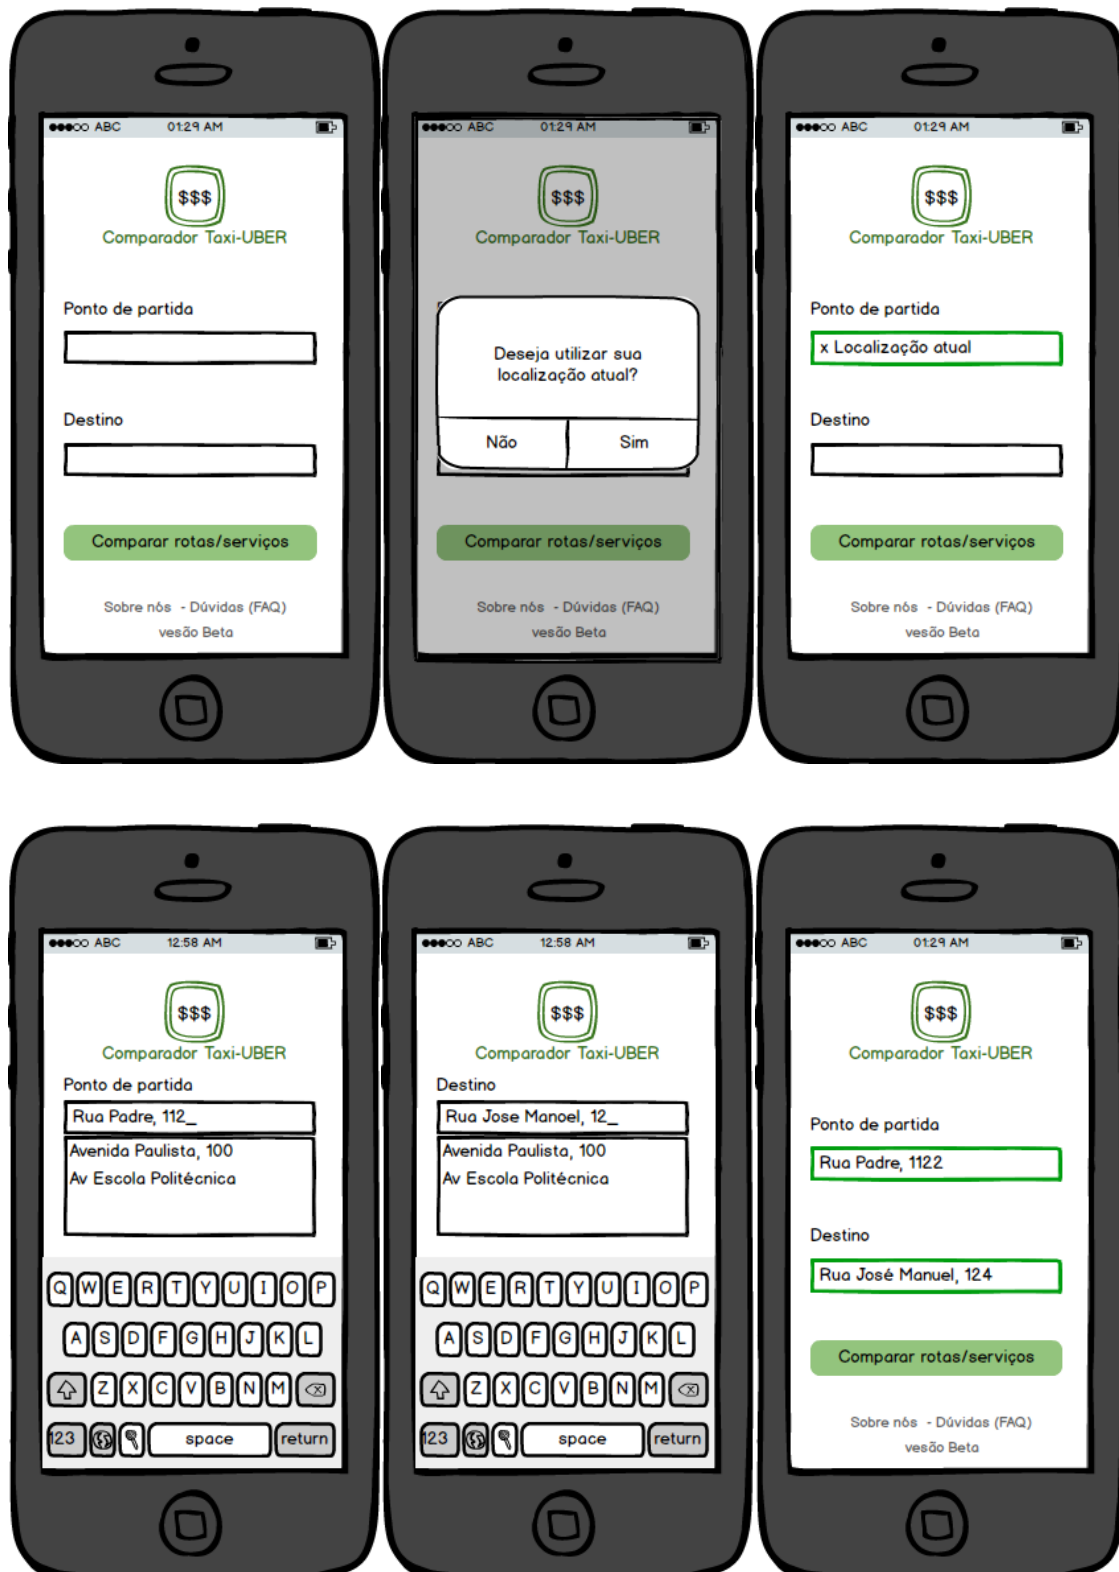 ABC 01:29 AM
$$$
Comparador Taxi-UBER
Ponto de partida
Destino
Comparar rotas/serviços
Sobre nós - Dúvidas (FAQ)
vesão Beta
ABC 01:29 AM
$$$
Comparador Taxi-UBER
Deseja utilizar sua
localização atual?
Não Sim
Comparar rotas/serviços
Sobre nós - Dúvidas (FAQ)
vesão Beta
ABC 01:29 AM
$$$
Comparador Taxi-UBER
Ponto de partida
x Localização atual
Destino
Comparar rotas/serviços
Sobre nós - Dúvidas (FAQ)
vesão Beta
ABC 12:58 AM
$$$
Comparador Taxi-UBER
Ponto de partida
Rua Padre, 112_
Avenida Paulista, 100
Av Escola Politécnica
Q W E R T Y U I O P
A S D F G H J K L
Z X C V B N M
123 space return
ABC 12:58 AM
$$$
Comparador Taxi-UBER
Destino
Rua Jose Manoel, 12_
Avenida Paulista, 100
Av Escola Politécnica
Q W E R T Y U I O P
A S D F G H J K L
Z X C V B N M
123 space return
ABC 01:29 AM
$$$
Comparador Taxi-UBER
Ponto de partida
Rua Padre, 1122
Destino
Rua José Manuel, 124
Comparar rotas/serviços
Sobre nós - Dúvidas (FAQ)
vesão Beta